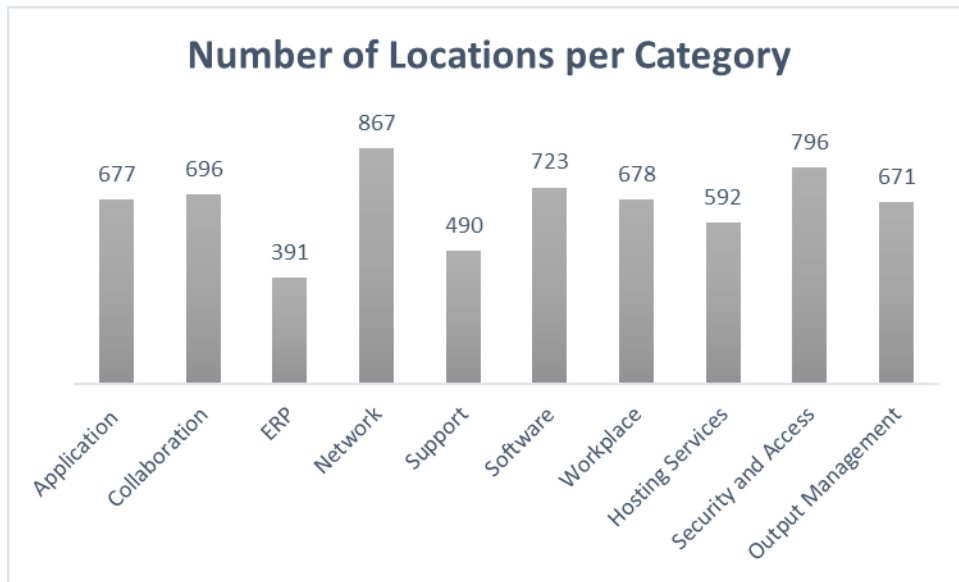 Number of Locations per Category
677
696
391
867
490
723
678
592
796
671
Application
Collaboration
ERP
Network
Support
Software
Workplace
Hosting Services
Security and Access
Output Management